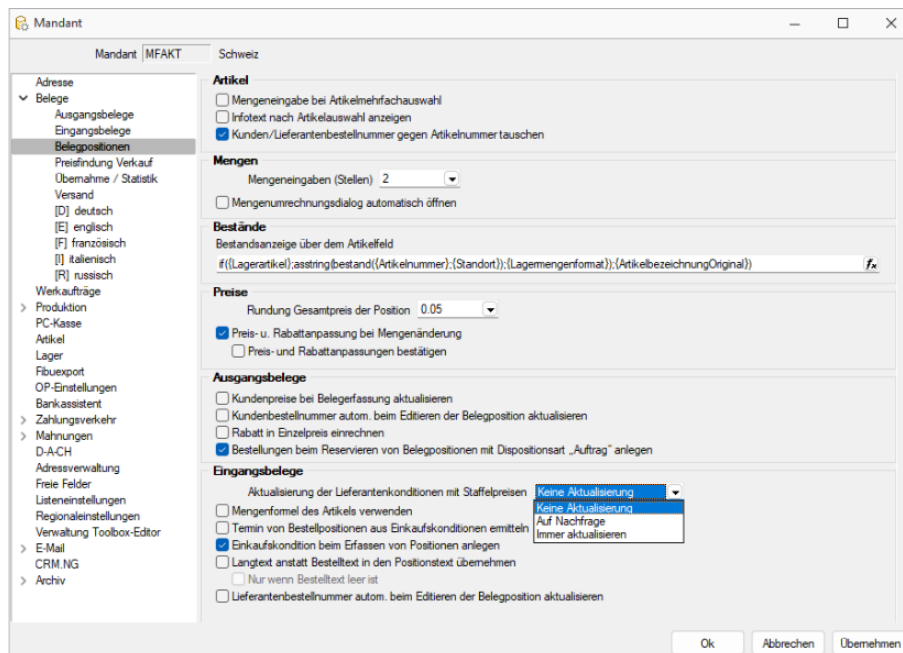 Mandant
Mandant MFAKT Schweiz
Adresse
Belege
Ausgangsbelege
Eingangsbelege
Belegpositionen
Preisfindung Verkauf
Übernahme / Statistik
Versand
[D] deutsch
[E] englisch
[F] französisch
[I] italienisch
[R] russisch
Werkaufträge
Produktion
PC-Kasse
Artikel
Lager
Fibuexport
OP-Einstellungen
Bankassistent
Zahlungsverkehr
Mahnungen
D-A-CH
Adressverwaltung
Freie Felder
Listeneinstellungen
Regionaleinstellungen
Verwaltung Toolbox-Editor
E-Mail
CRM.NG
Archiv
Artikel
Mengeneingabe bei Artikelmehrfachauswahl
Infotext nach Artikelauswahl anzeigen
Kunden/Lieferantenbestellnummer gegen Artikelnummer tauschen
Mengen
Mengeneingaben (Stellen) 2
Mengenumrechnungsdialog automatisch öffnen
Bestände
Bestandsanzeige über dem Artikelfeld
if({Lagerartikel};asstring(bestand({Artikelnummer};{Standort});{Lagermengenformat});{ArtikelbezeichnungOriginal}) fx
Preise
Rundung Gesamtpreis der Position 0.05
Preis- u. Rabattanpassung bei Mengenänderung
Preis- und Rabattanpassungen bestätigen
Ausgangsbelege
Kundenpreise bei Belegerfassung aktualisieren
Kundenbestellnummer autom. beim Editieren der Belegposition aktualisieren
Rabatt in Einzelpreis einrechnen
Bestellungen beim Reservieren von Belegpositionen mit Dispositionsart „Auftrag" anlegen
Eingangsbelege
Aktualisierung der Lieferantenkonditionen mit Staffelpreisen Keine Aktualisierung
Keine Aktualisierung
Auf Nachfrage
Immer aktualisieren
Mengenformel des Artikels verwenden
Termin von Bestellpositionen aus Einkaufskonditionen ermitteln
Einkaufskondition beim Erfassen von Positionen anlegen
Langtext anstatt Bestelltext in den Positionstext übernehmen
Nur wenn Bestelltext leer ist
Lieferantenbestellnummer autom. beim Editieren der Belegposition aktualisieren
Ok Abbrechen Übernehmen